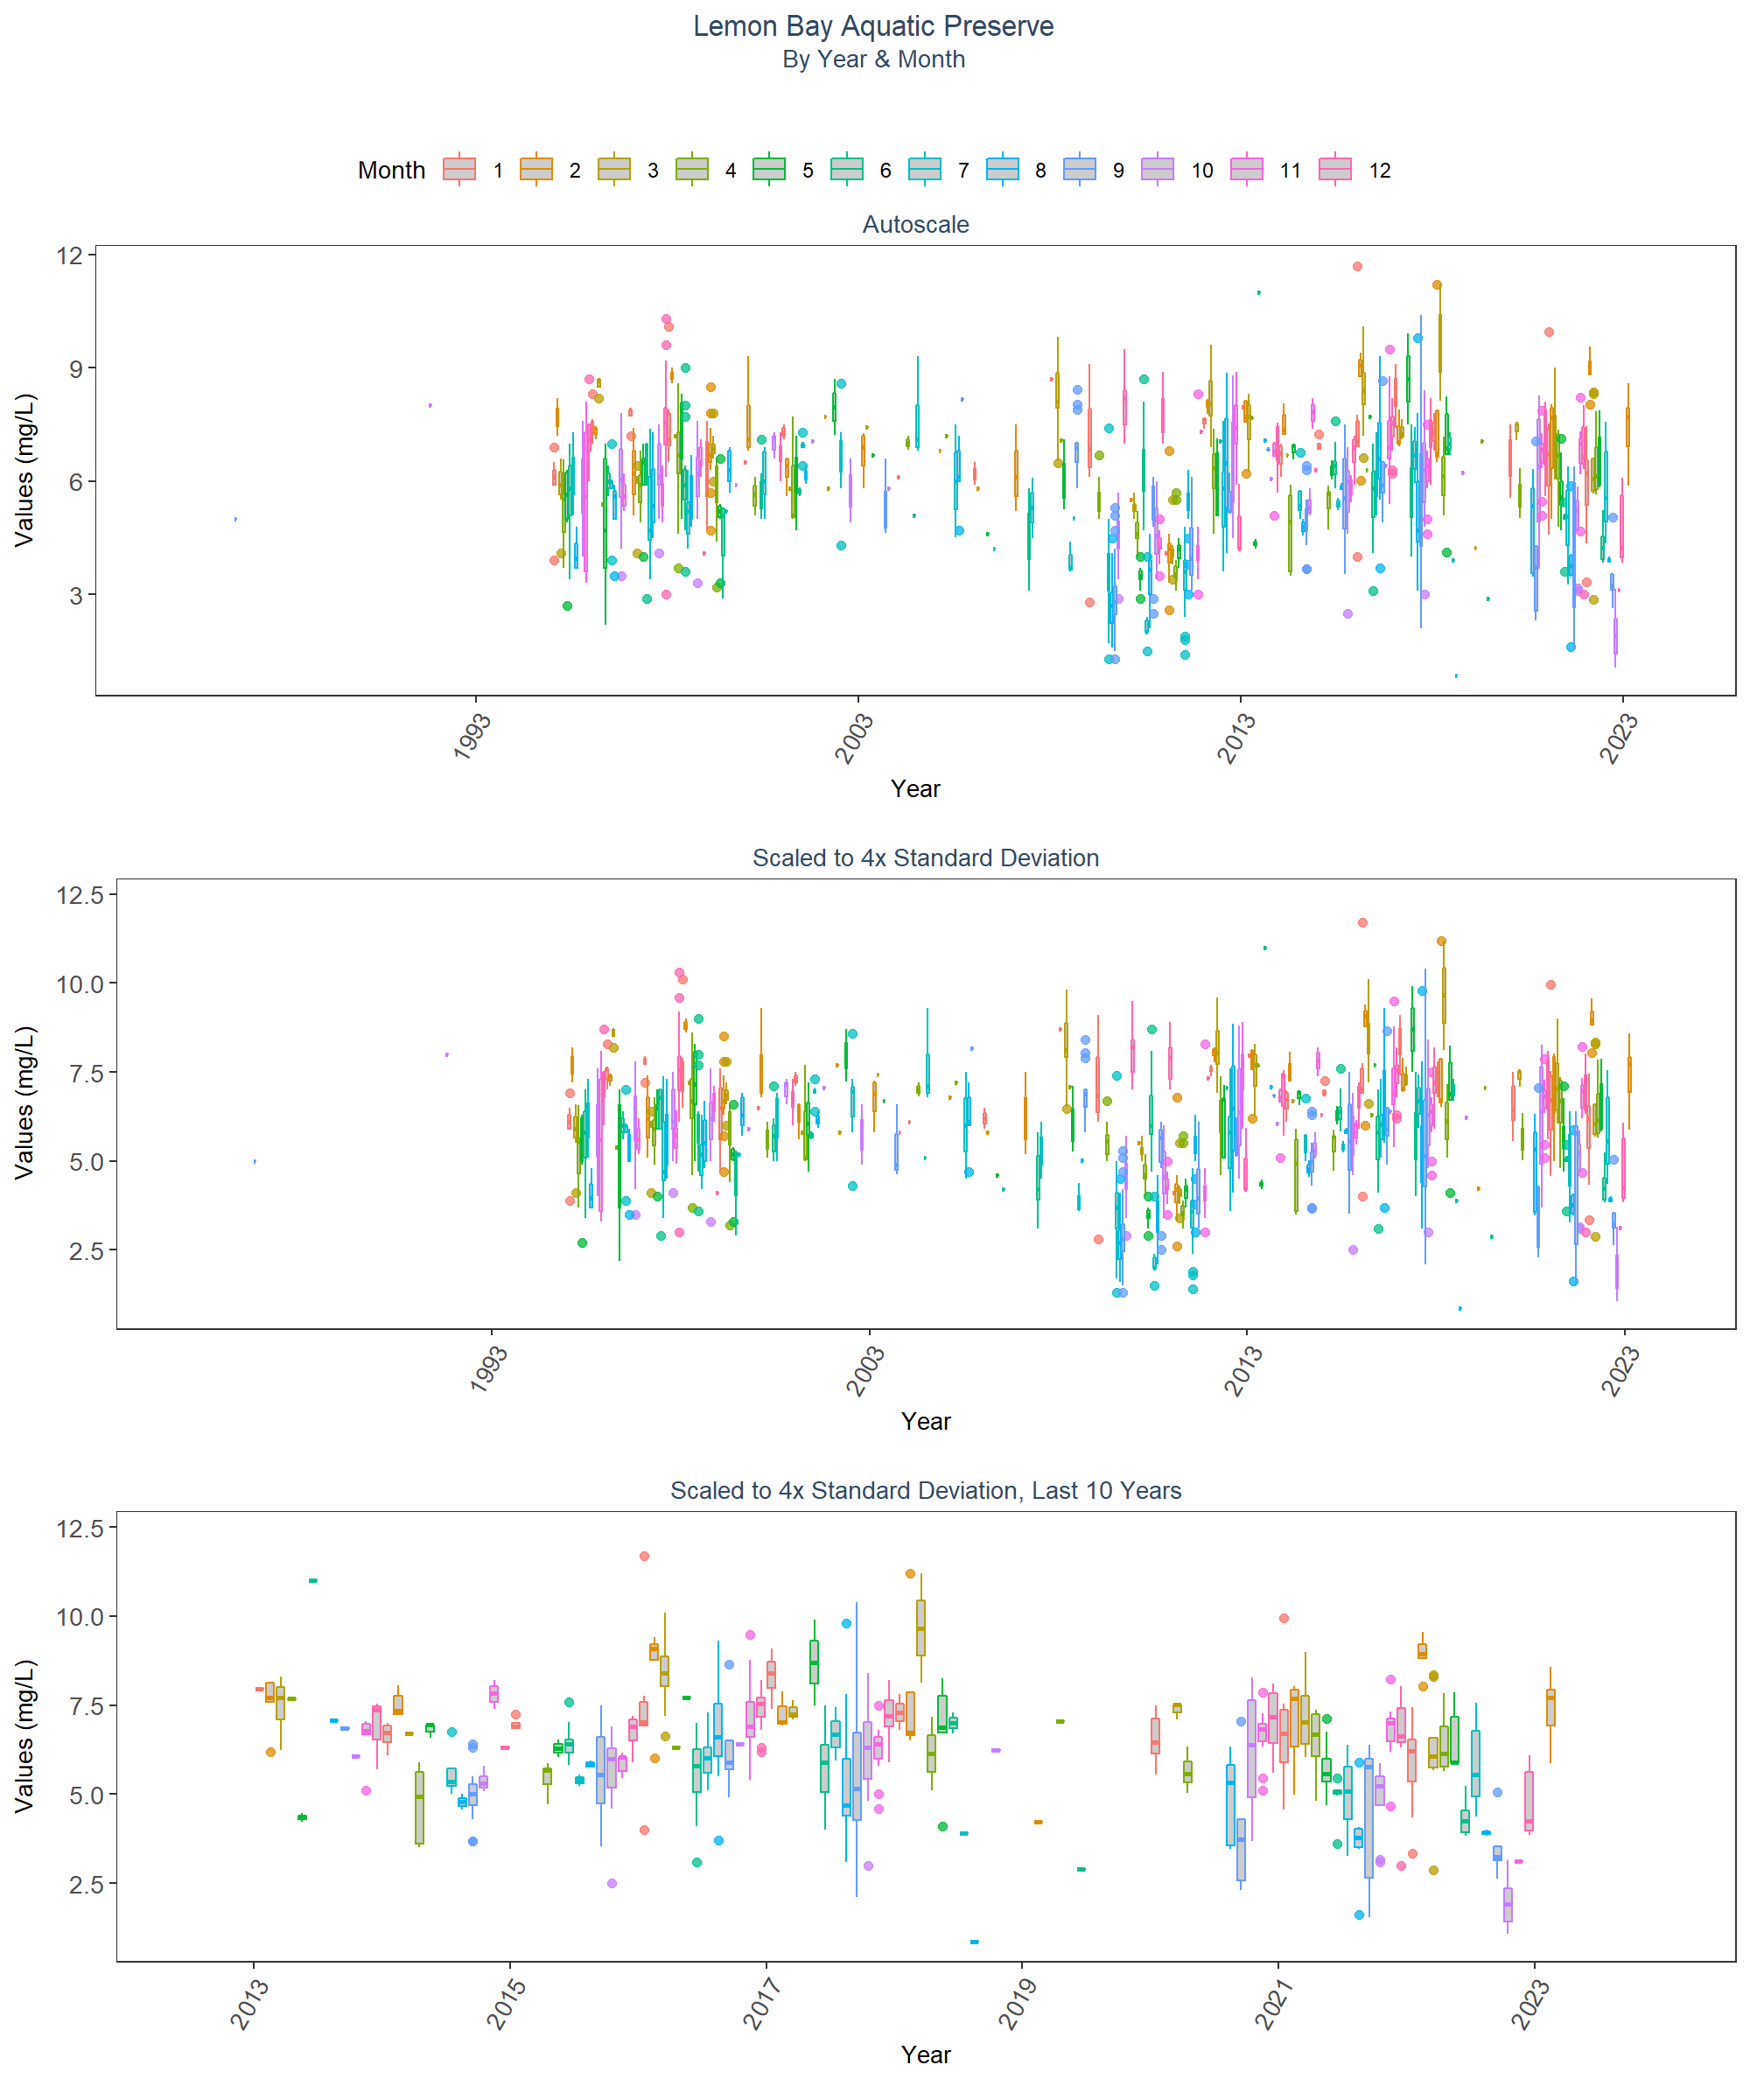 Lemon Bay Aquatic Preserve
By Year & Month
Month 1 2 3 4 5 6 7 8 9 10 11 12
Autoscale
12
9
6
3
Values (mg/L)
1993 2003 2013 2023
Year
Scaled to 4x Standard Deviation
12.5
10.0
7.5
5.0
2.5
Values (mg/L)
1993 2003 2013 2023
Year
Scaled to 4x Standard Deviation, Last 10 Years
12.5
10.0
7.5
5.0
2.5
Values (mg/L)
2013 2015 2017 2019 2021 2023
Year